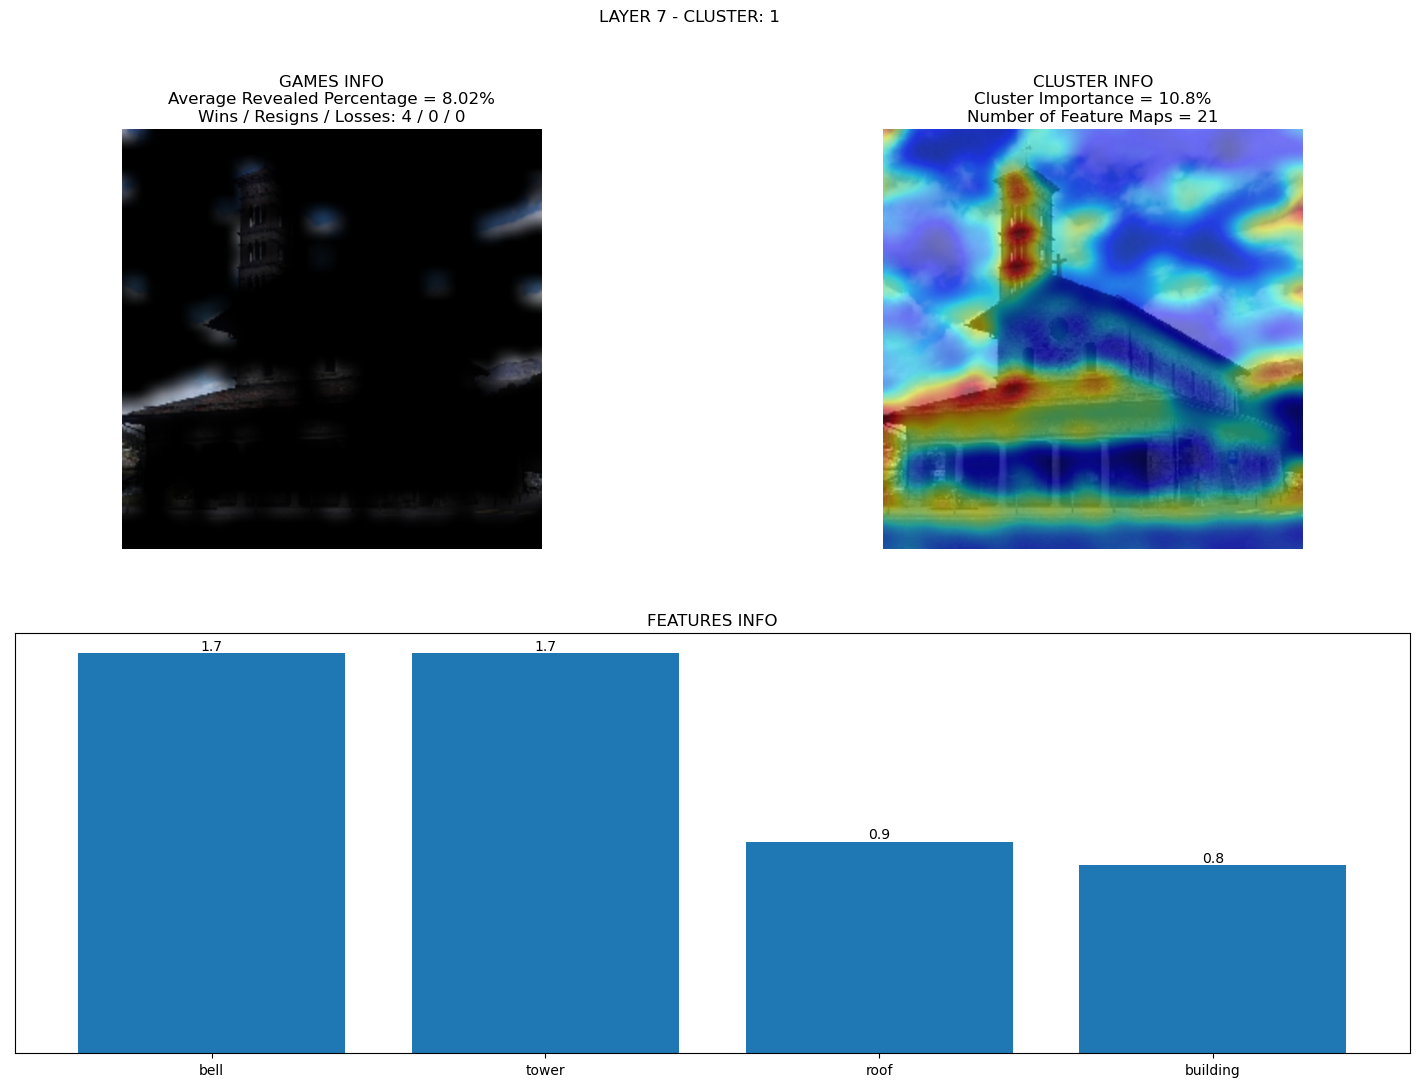 LAYER 7 - CLUSTER: 1
GAMES INFO
Average Revealed Percentage = 8.02%
Wins / Resigns / Losses: 4 / 0 / 0
CLUSTER INFO
Cluster Importance = 10.8%
Number of Feature Maps = 21
FEATURES INFO
1.7
1.7
0.9
0.8
bell
tower
roof
building